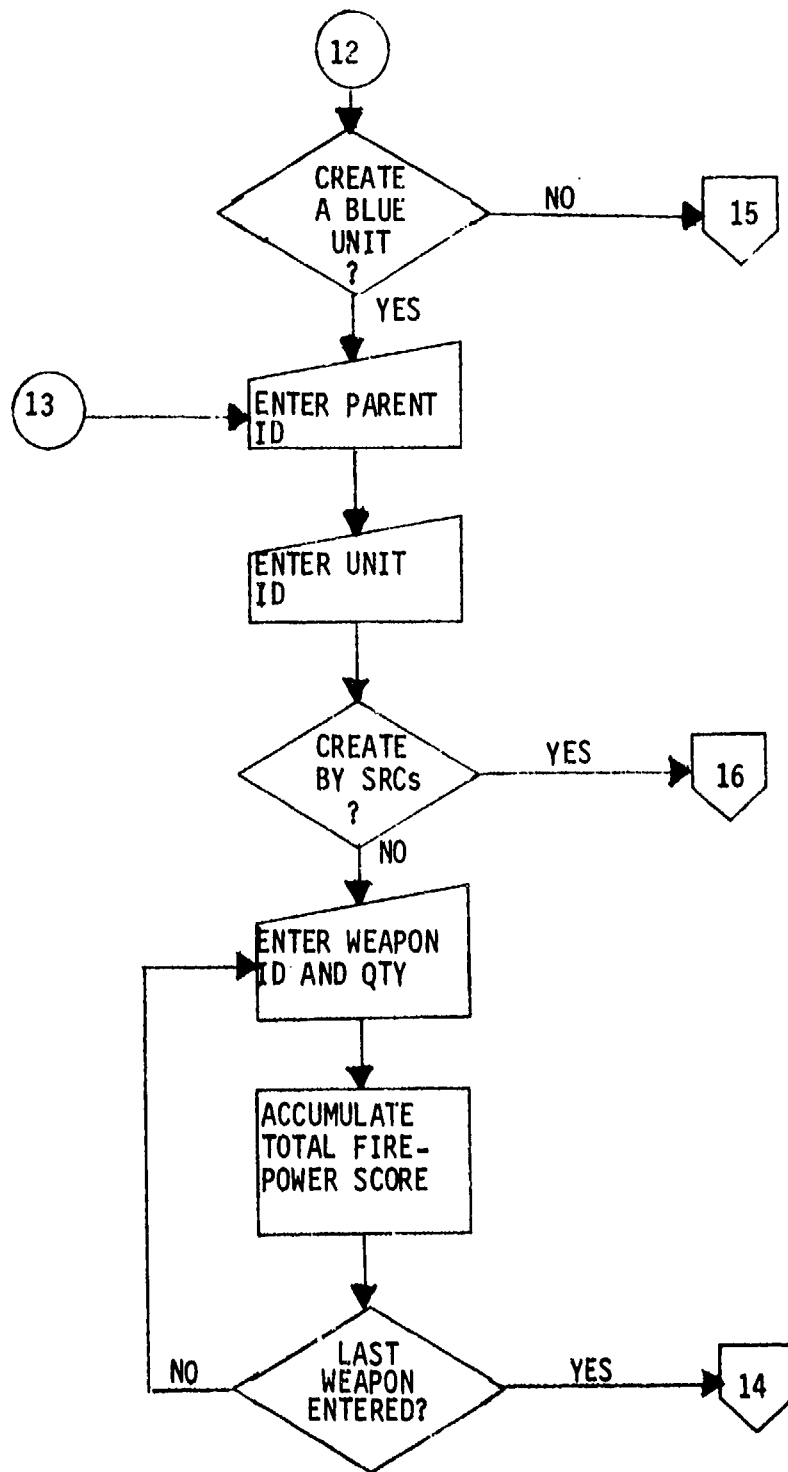 12
CREATE
A BLUE
UNIT
?
NO
15
YES
13
ENTER PARENT
ID
ENTER UNIT
ID
CREATE
BY SRCs
?
YES
16
NO
ENTER WEAPON
ID AND QTY
ACCUMULATE
TOTAL FIRE-
POWER SCORE
LAST
WEAPON
ENTERED?
NO
YES
14